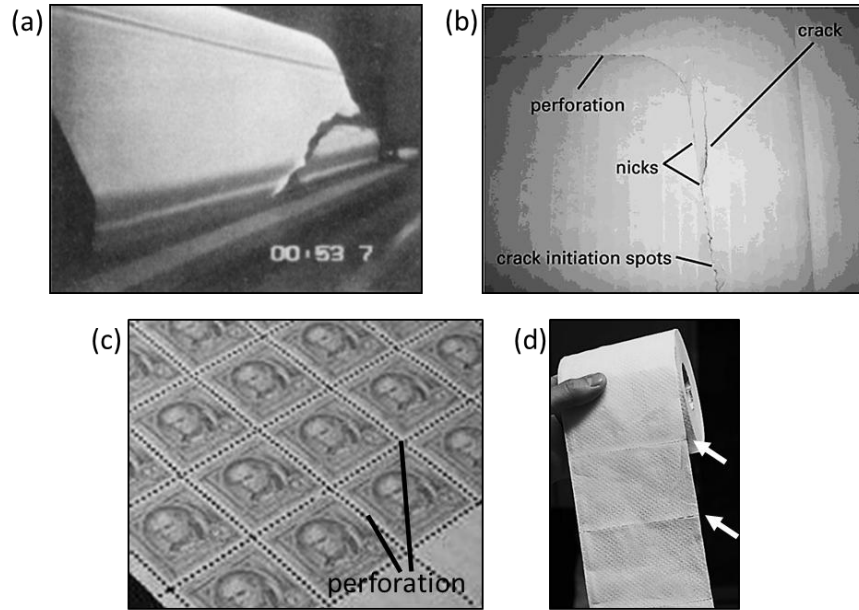 (a)
00:53 7
(b)
crack
perforation
nicks
crack initiation spots
(c)
perforation
(d)